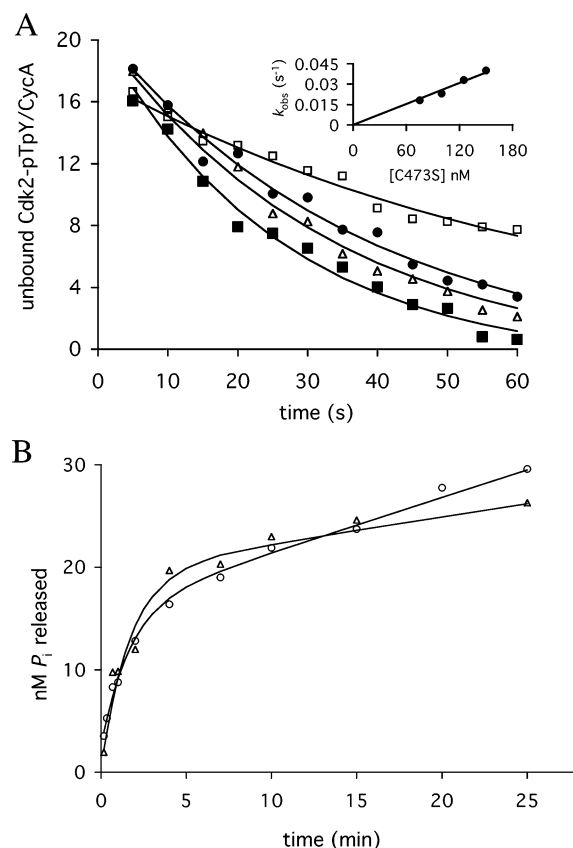 A
20
16
12
8
4
0
unbound Cdk2-pTpY/CycA
0 10 20 30 40 50 60
time (s)
0.045
0.03
0.015
0
kobs (s-1)
0 60 120 180
[C473S] nM
B
30
20
10
0
nM Pi released
0 5 10 15 20 25
time (min)